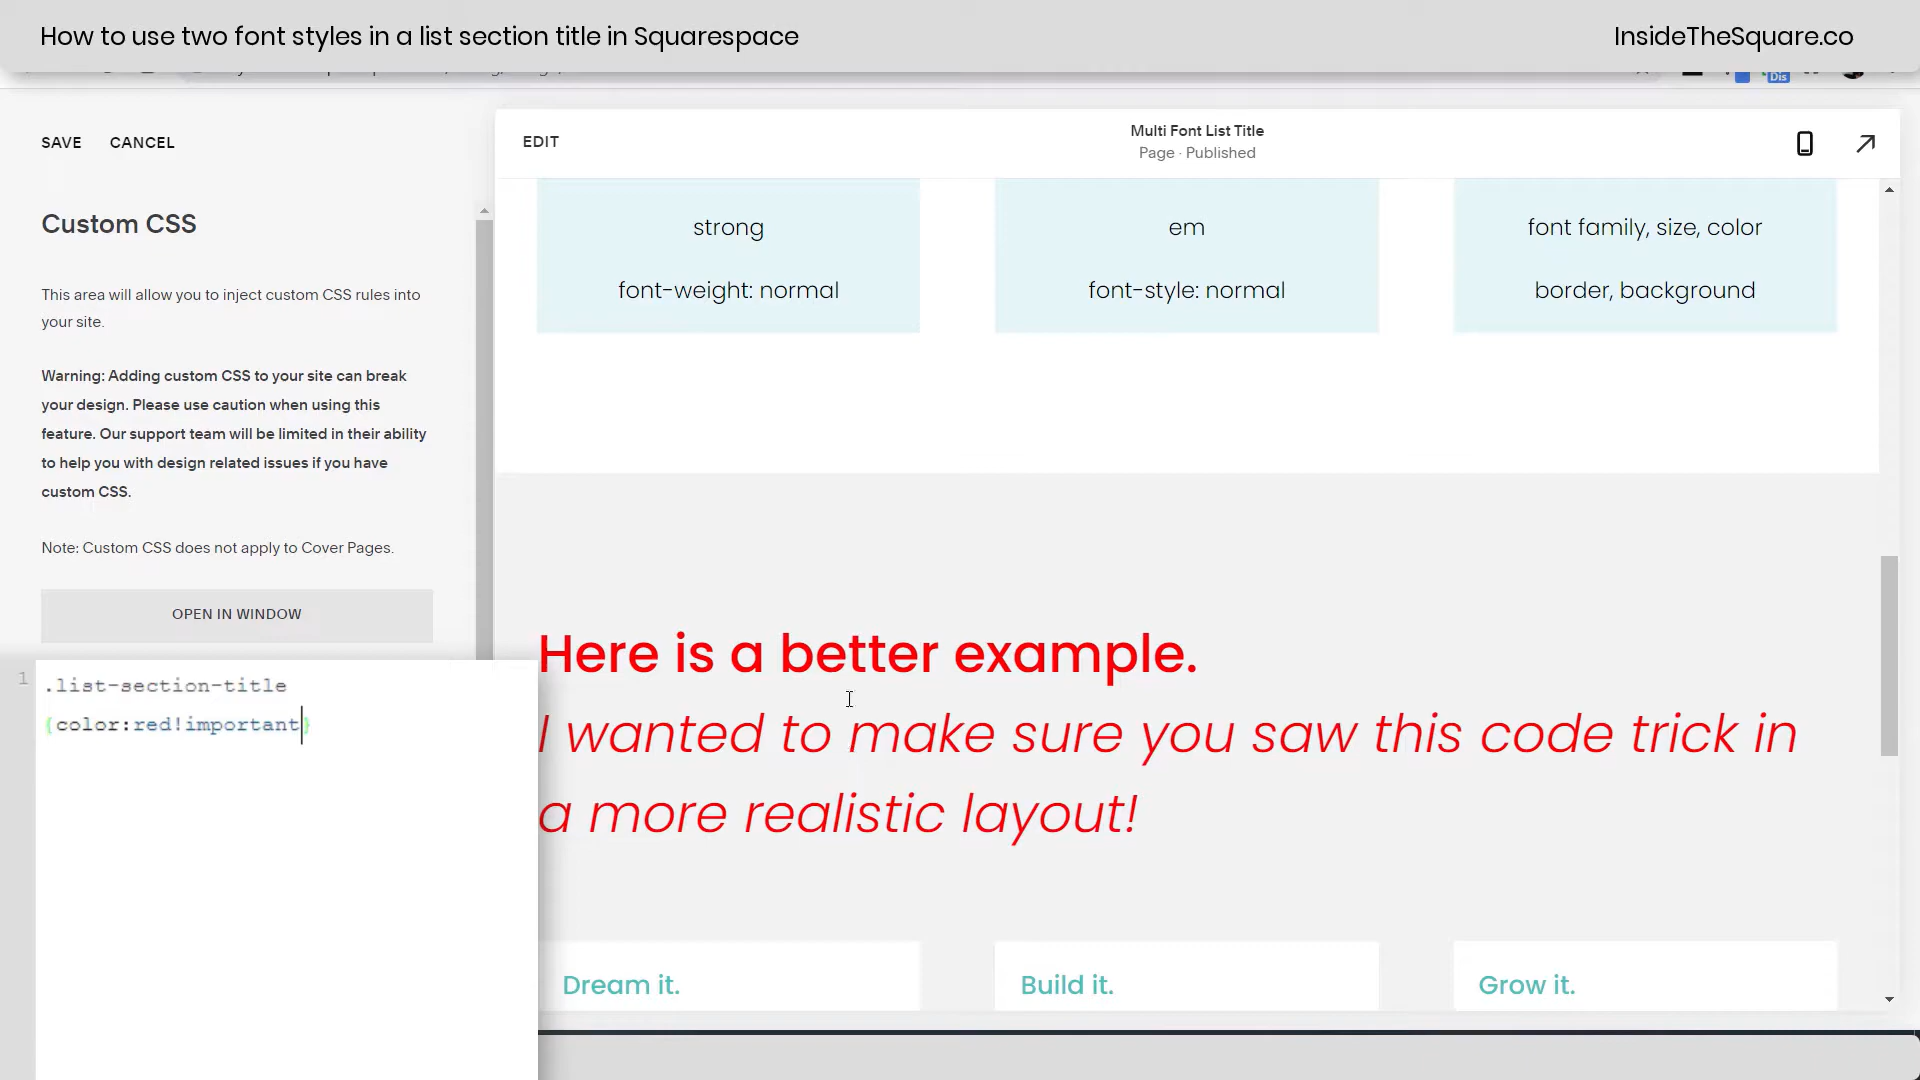 How to use two font styles in a list section title in Squarespace
InsideTheSquare.co
Dis
SAVE CANCEL
EDIT
Multi Font List Title
Page · Published
Custom CSS
This area will allow you to inject custom CSS rules into
your site.
Warning: Adding custom CSS to your site can break
your design. Please use caution when using this
feature. Our support team will be limited in their ability
to help you with design related issues if you have
custom CSS.
Note: Custom CSS does not apply to Cover Pages.
OPEN IN WINDOW
1 .list-section-title
{color:red!important}
strong
font-weight: normal
em
font-style: normal
font family, size, color
border, background
Here is a better example.
I wanted to make sure you saw this code trick in
a more realistic layout!
Dream it.
Build it.
Grow it.